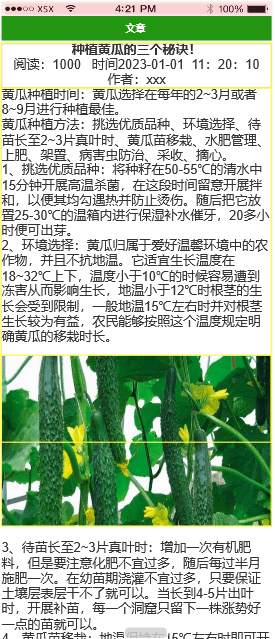 XSX 4:21 PM 100%
文章
种植黄瓜的三个秘诀！
阅读：1000 时间2023-01-01 11：20：10
作者：xxx
黄瓜种植时间：黄瓜选择在每年的2~3月或者
8~9月进行种植最佳。
黄瓜种植方法：挑选优质品种、环境选择、待
苗长至2~3片真叶时、黄瓜苗移栽、水肥管理、
上肥、架置、病害虫防治、采收、摘心。
1、挑选优质品种：将种籽在50-55℃的清水中
15分钟开展高温杀菌，在这段时间留意开展拌
和，以便其均匀遇热并防止烫伤。随后把它放
置25-30℃的温箱内进行保湿补水催牙，20多小
时便可出芽。
2、环境选择：黄瓜归属于爱好温馨环境中的农
作物，并且不抗地温。它适宜生长温度在
18~32℃上下，温度小于10℃的时候容易遭到
冻害从而影响生长，地温小于12℃时根茎的生
长会受到限制，一般地温15℃左右时并对根茎
生长较为有益，农民能够按照这个温度规定明
确黄瓜的移栽时长。
3、待苗长至2~3片真叶时：增加一次有机肥
料，但是要注意化肥不宜过多，随后每过半月
施肥一次。在幼苗期浇灌不宜过多，只要保证
土壤层表层干不了就可以。当长到4-5片出叶
时，开展补苗，每一个洞窟只留下一株涨势好
一点的苗就可以。
4、黄瓜苗移栽：地温保持在15℃左右时即可开